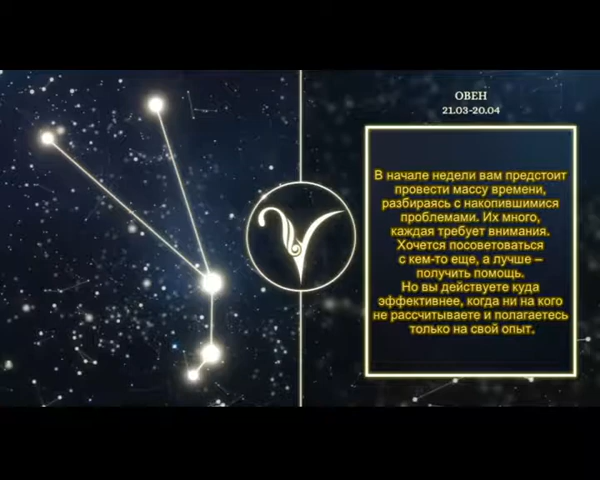 ОВЕН
21.03-20.04
В начале недели вам предстоит
провести массу времени,
разбираясь с накопившимися
проблемами. Их много,
каждая требует внимания.
Хочется посоветоваться
с кем-то еще, а лучше –
получить помощь.
Но вы действуете куда
эффективнее, когда ни на кого
не рассчитываете и полагаетесь
только на свой опыт.